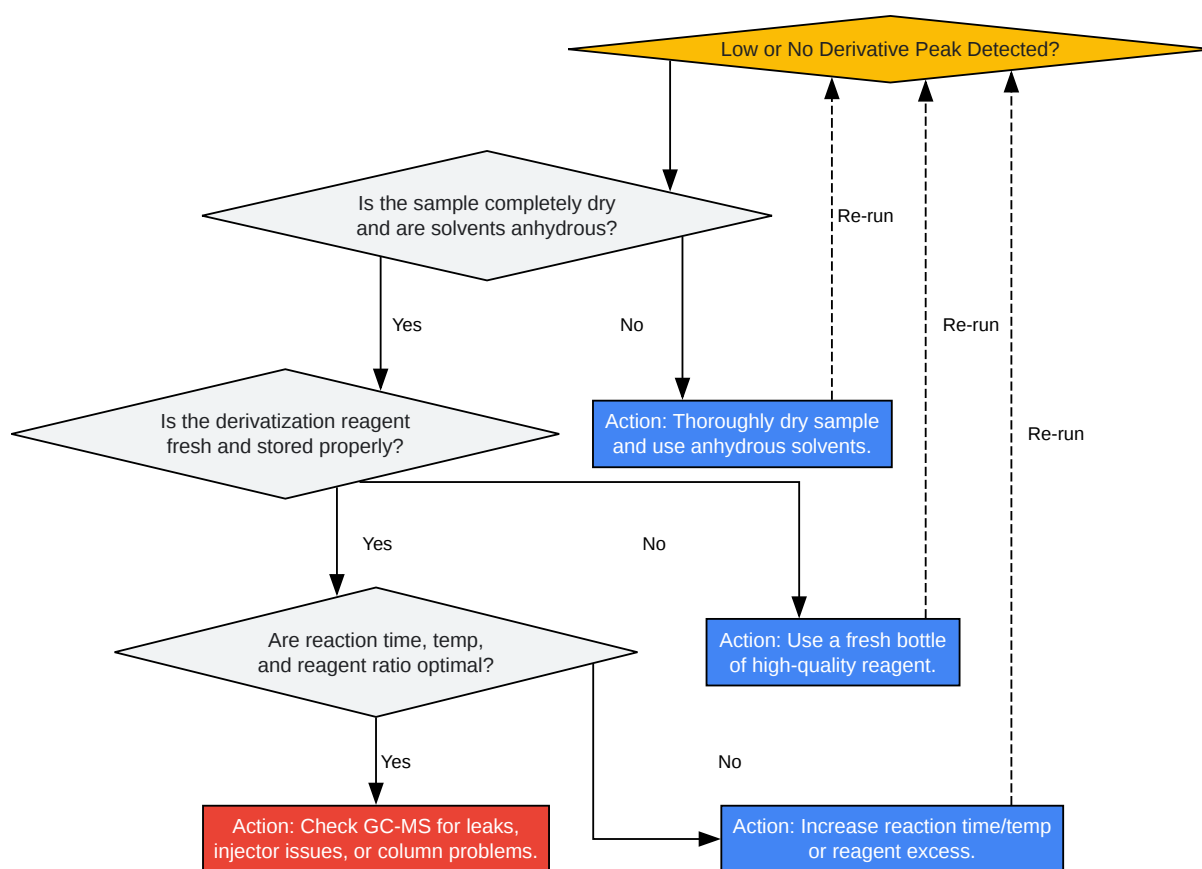 Low or No Derivative Peak Detected?
Is the sample completely dry
and are solvents anhydrous?
Re-run
Yes
No
Re-run
Is the derivatization reagent
fresh and stored properly?
Action: Thoroughly dry sample
and use anhydrous solvents.
Re-run
Yes
No
Are reaction time, temp,
and reagent ratio optimal?
Action: Use a fresh bottle
of high-quality reagent.
Yes
No
Action: Check GC-MS for leaks,
injector issues, or column problems.
Action: Increase reaction time/temp
or reagent excess.